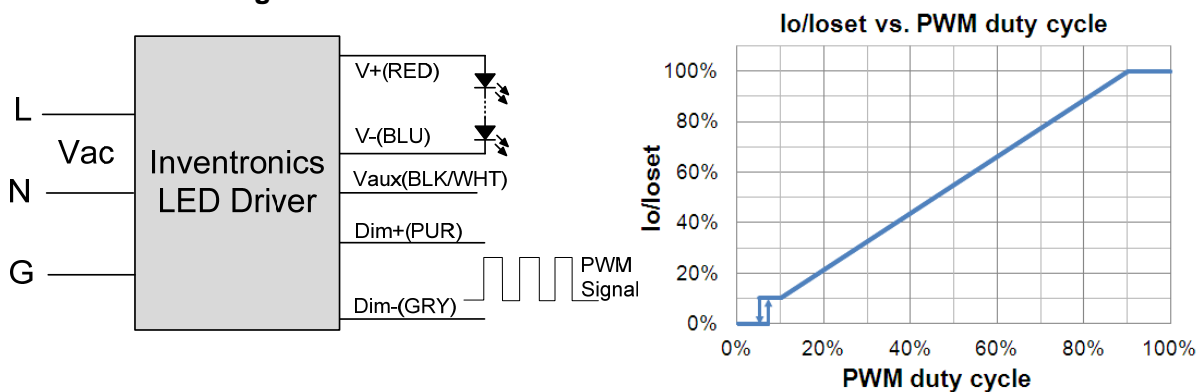 L
Vac
N
G
Inventronics
LED Driver
V+(RED)
V-(BLU)
Vaux(BLK/WHT)
Dim+(PUR)
Dim-(GRY)
PWM
Signal
Io/Ioset vs. PWM duty cycle
Io/Ioset
100%
80%
60%
40%
20%
0%
0% 20% 40% 60% 80% 100%
PWM duty cycle